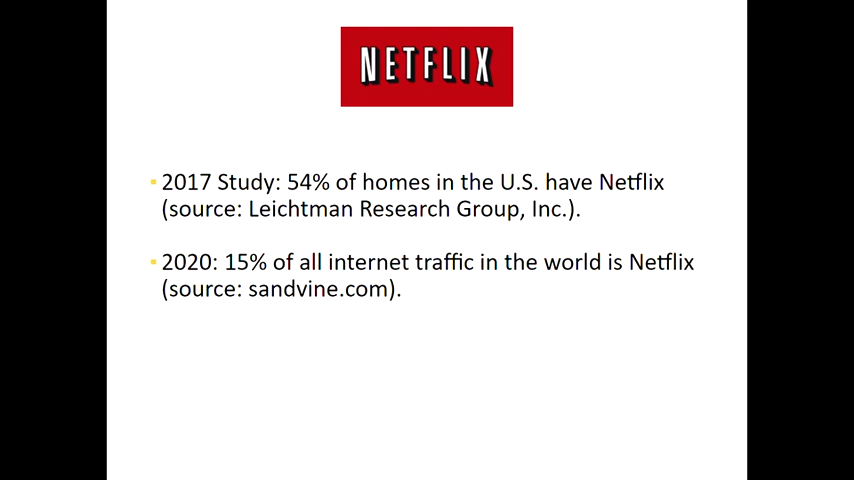 NETFLIX
▪ 2017 Study: 54% of homes in the U.S. have Netflix
(source: Leichtman Research Group, Inc.).
▪ 2020: 15% of all internet traffic in the world is Netflix
(source: sandvine.com).